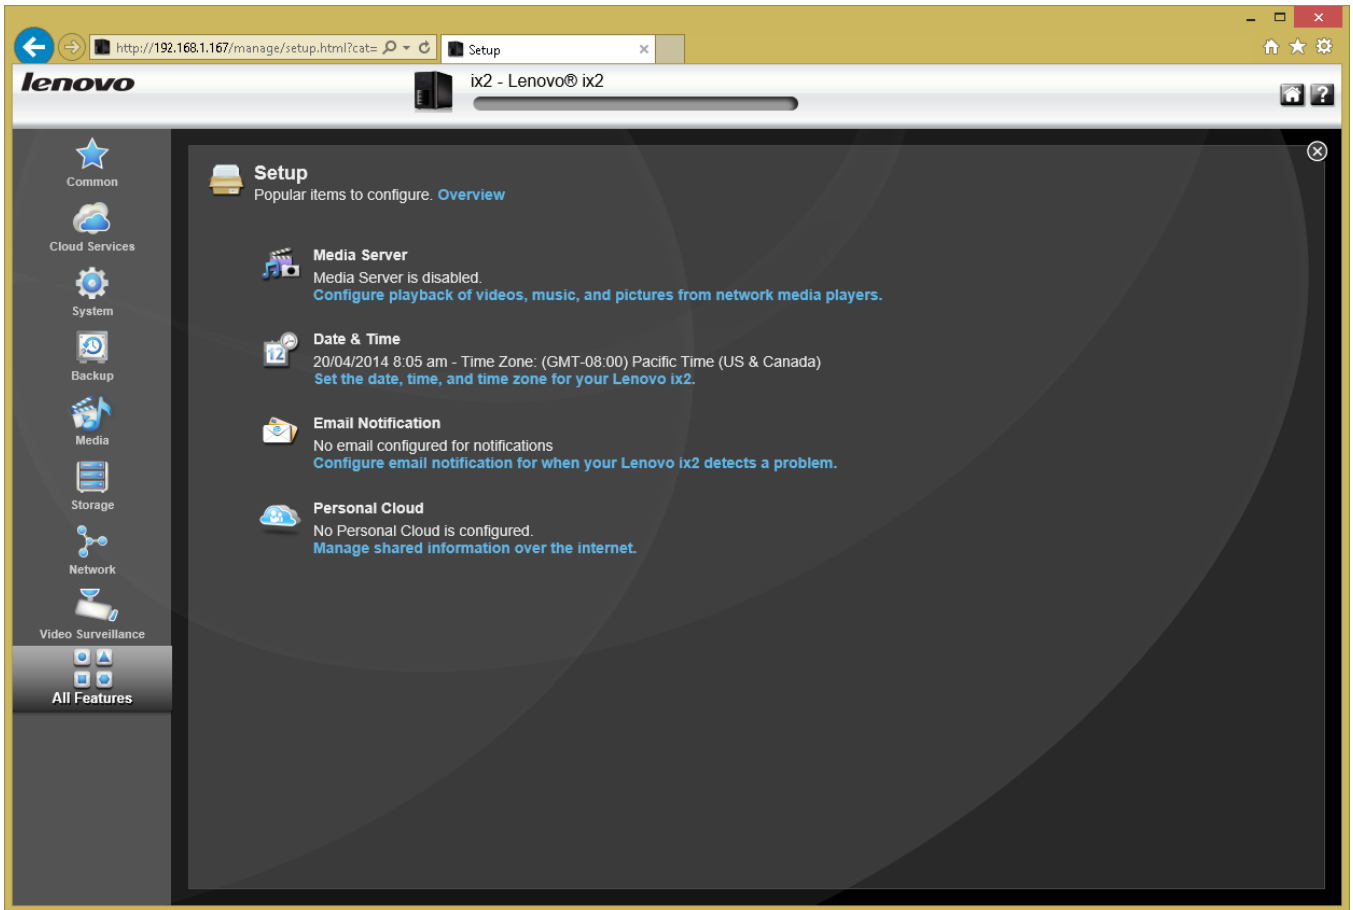 http://192.168.1.167/manage/setup.html?cat=
Setup
lenovo
ix2 - Lenovo® ix2
?
Common
Cloud Services
System
Backup
Media
Storage
Network
Video Surveillance
All Features
Setup
Popular items to configure. Overview
Media Server
Media Server is disabled.
Configure playback of videos, music, and pictures from network media players.
12
Date & Time
20/04/2014 8:05 am - Time Zone: (GMT-08:00) Pacific Time (US & Canada)
Set the date, time, and time zone for your Lenovo ix2.
Email Notification
No email configured for notifications
Configure email notification for when your Lenovo ix2 detects a problem.
Personal Cloud
No Personal Cloud is configured.
Manage shared information over the internet.